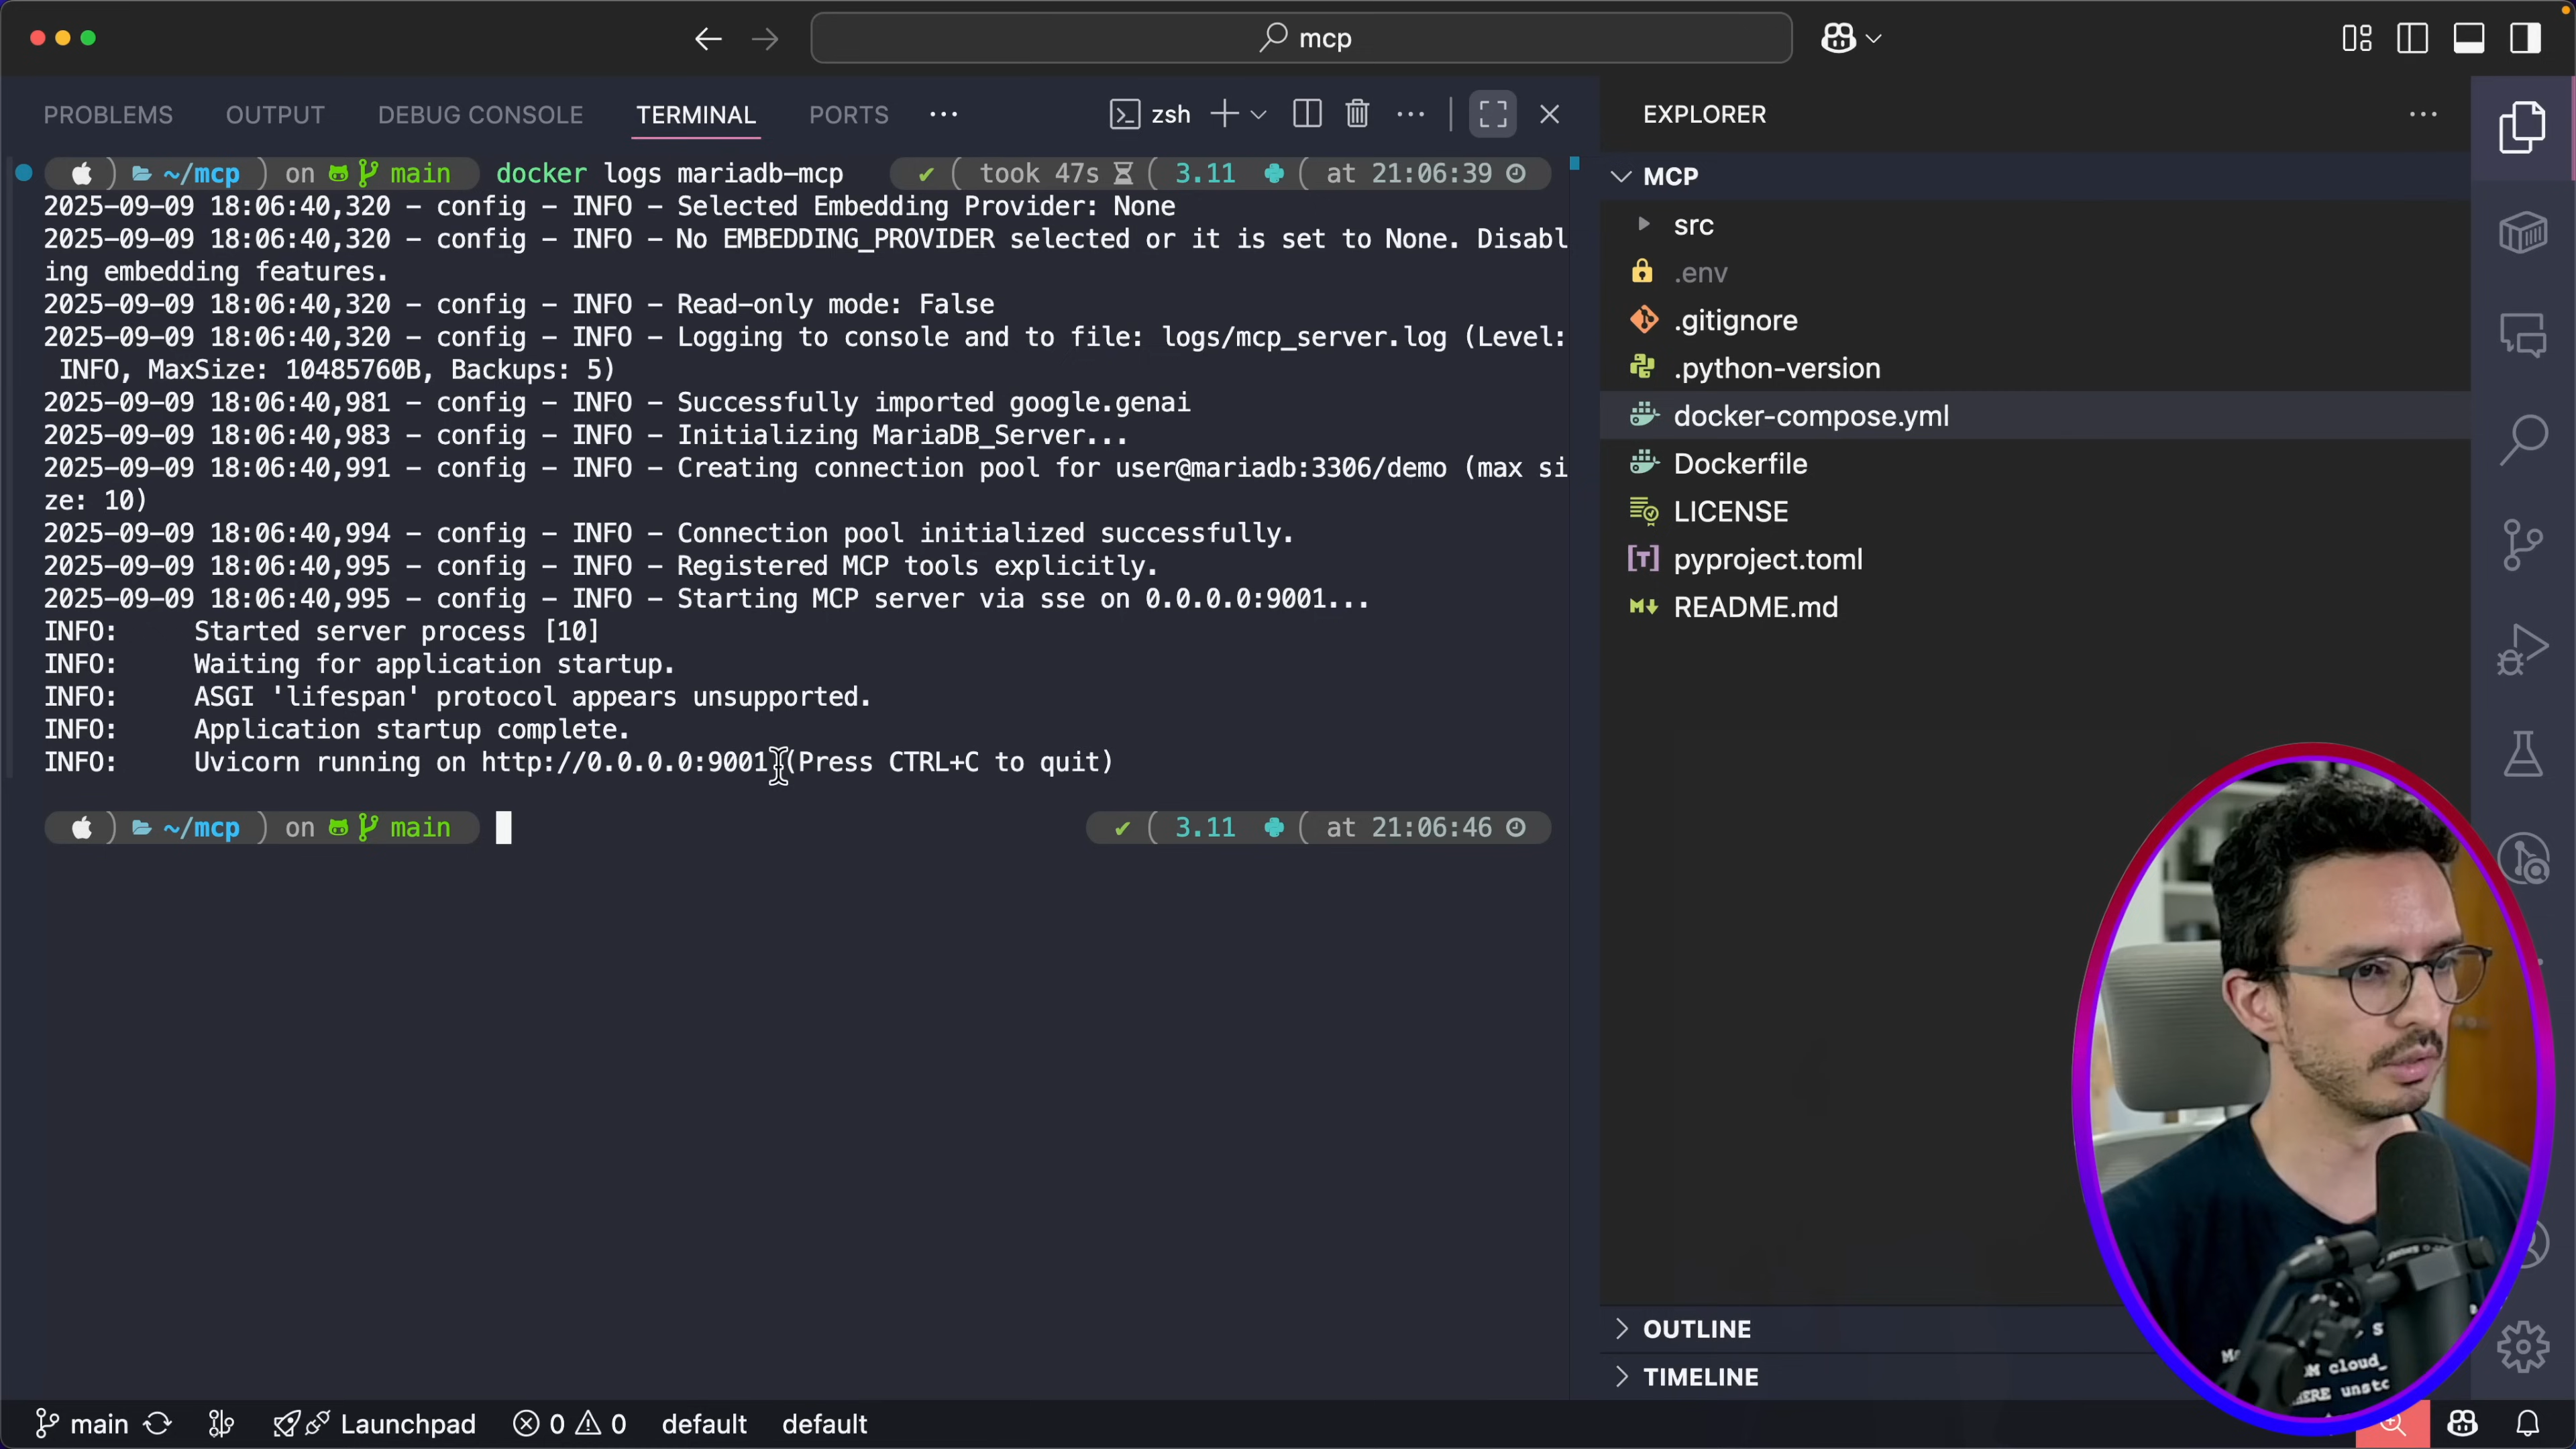 mcp
PROBLEMS OUTPUT DEBUG CONSOLE TERMINAL PORTS ··· zsh
~/mcp on main docker logs mariadb-mcp ✔ took 47s 3.11 at 21:06:39
2025-09-09 18:06:40,320 - config - INFO - Selected Embedding Provider: None
2025-09-09 18:06:40,320 - config - INFO - No EMBEDDING_PROVIDER selected or it is set to None. Disabl
ing embedding features.
2025-09-09 18:06:40,320 - config - INFO - Read-only mode: False
2025-09-09 18:06:40,320 - config - INFO - Logging to console and to file: logs/mcp_server.log (Level:
INFO, MaxSize: 10485760B, Backups: 5)
2025-09-09 18:06:40,981 - config - INFO - Successfully imported google.genai
2025-09-09 18:06:40,983 - config - INFO - Initializing MariaDB_Server...
2025-09-09 18:06:40,991 - config - INFO - Creating connection pool for user@mariadb:3306/demo (max si
ze: 10)
2025-09-09 18:06:40,994 - config - INFO - Connection pool initialized successfully.
2025-09-09 18:06:40,995 - config - INFO - Registered MCP tools explicitly.
2025-09-09 18:06:40,995 - config - INFO - Starting MCP server via sse on 0.0.0.0:9001...
INFO: Started server process [10]
INFO: Waiting for application startup.
INFO: ASGI 'lifespan' protocol appears unsupported.
INFO: Application startup complete.
INFO: Uvicorn running on http://0.0.0.0:9001 (Press CTRL+C to quit)
~/mcp on main ✔ 3.11 at 21:06:46
EXPLORER
MCP
src
.env
.gitignore
.python-version
docker-compose.yml
Dockerfile
LICENSE
pyproject.toml
README.md
OUTLINE
TIMELINE
cloud_
unstc
main Launchpad 0 0 default default